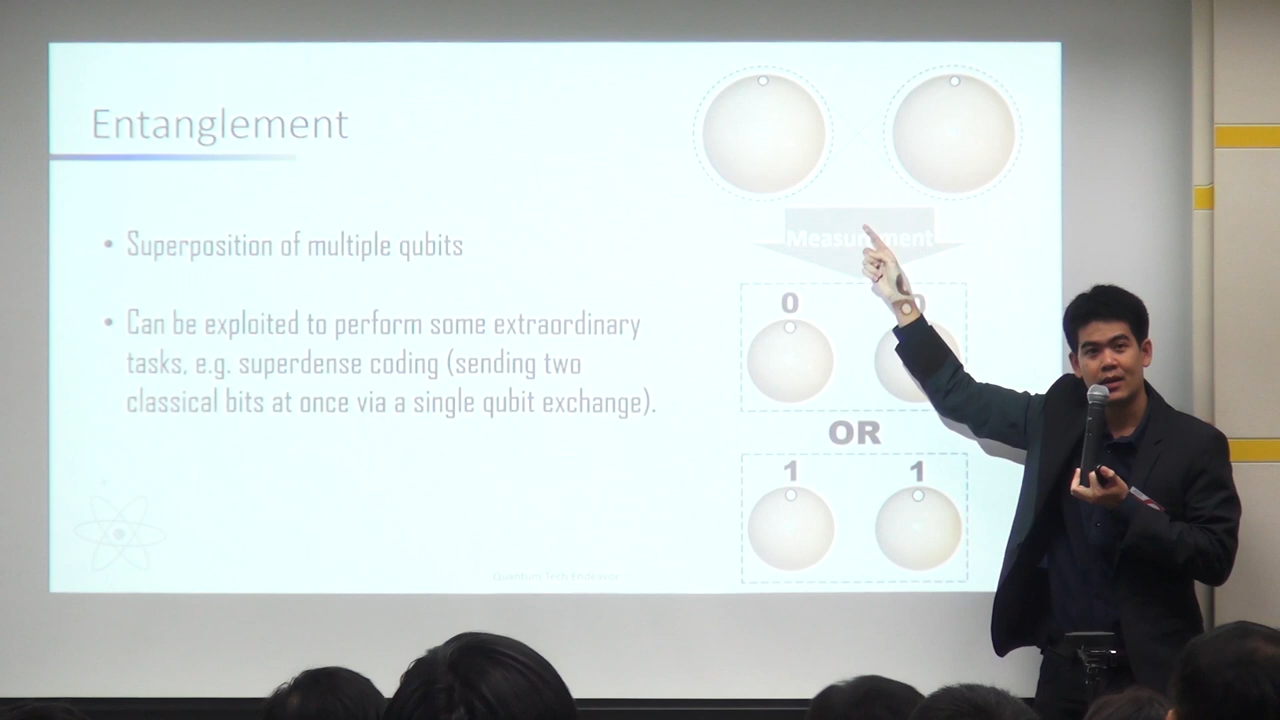 Entanglement
• Superposition of multiple qubits
• Can be exploited to perform some extraordinary
tasks, e.g. superdense coding (sending two
classical bits at once via a single qubit exchange).
Quantum Tech Endeavor
Measurement
0 0
OR
1 1